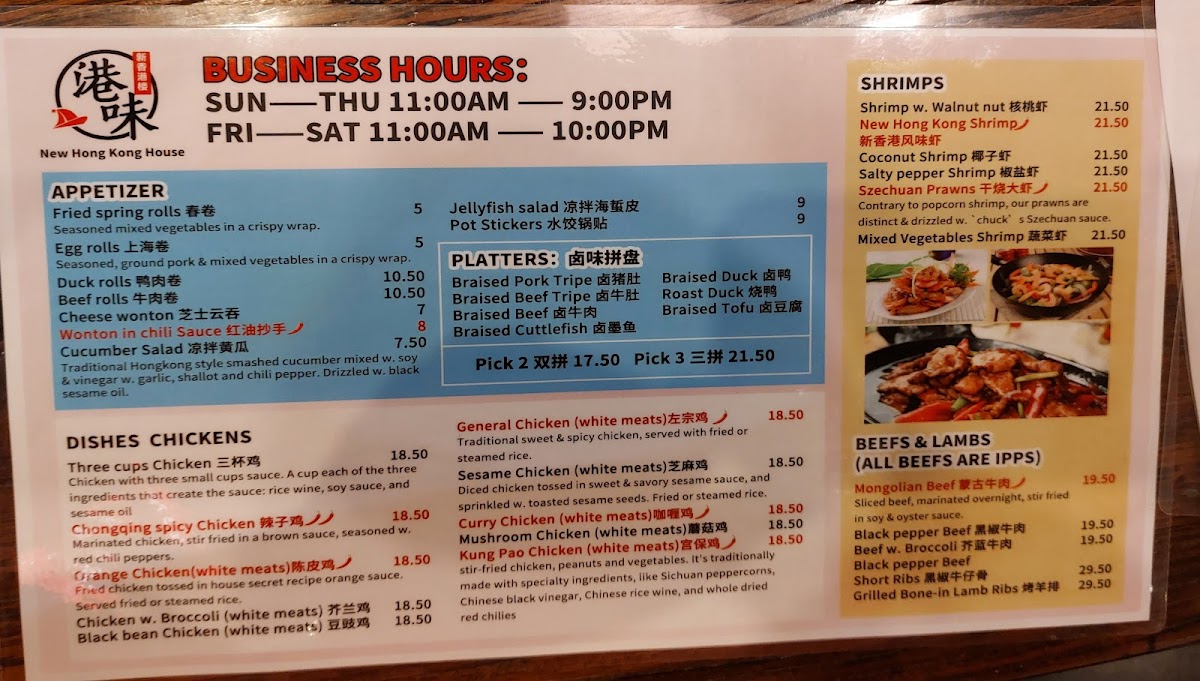 港味
新香港楼
New Hong Kong House
BUSINESS HOURS:
SUN——THU 11:00AM —— 9:00PM
FRI——SAT 11:00AM —— 10:00PM
APPETIZER
Fried spring rolls 春卷 5
Seasoned mixed vegetables in a crispy wrap.
Egg rolls 上海卷 5
Seasoned, ground pork & mixed vegetables in a crispy wrap.
Duck rolls 鸭肉卷 10.50
Beef rolls 牛肉卷 10.50
Cheese wonton 芝士云吞 7
Wonton in chili Sauce 红油抄手 8
Cucumber Salad 凉拌黄瓜 7.50
Traditional Hongkong style smashed cucumber mixed w. soy
& vinegar w. garlic, shallot and chili pepper. Drizzled w. black
sesame oil.
Jellyfish salad 凉拌海蜇皮 9
Pot Stickers 水饺锅贴 9
PLATTERS: 卤味拼盘
Braised Pork Tripe 卤猪肚
Braised Beef Tripe 卤牛肚
Braised Beef 卤牛肉
Braised Cuttlefish 卤墨鱼
Braised Duck 卤鸭
Roast Duck 烧鸭
Braised Tofu 卤豆腐
Pick 2 双拼 17.50 Pick 3 三拼 21.50
DISHES CHICKENS
Three cups Chicken 三杯鸡 18.50
Chicken with three small cups sauce. A cup each of the three
ingredients that create the sauce: rice wine, soy sauce, and
sesame oil
Chongqing spicy Chicken 辣子鸡 18.50
Marinated chicken, stir fried in a brown sauce, seasoned w.
red chili peppers.
Orange Chicken(white meats)陈皮鸡 18.50
Fried chicken tossed in house secret recipe orange sauce.
Served fried or steamed rice.
Chicken w. Broccoli (white meats) 芥兰鸡 18.50
Black bean Chicken (white meats) 豆豉鸡 18.50
General Chicken (white meats)左宗鸡 18.50
Traditional sweet & spicy chicken, served with fried or
steamed rice.
Sesame Chicken (white meats)芝麻鸡 18.50
Diced chicken tossed in sweet & savory sesame sauce, and
sprinkled w. toasted sesame seeds. Fried or steamed rice.
Curry Chicken (white meats)咖喱鸡 18.50
Mushroom Chicken (white meats)蘑菇鸡 18.50
Kung Pao Chicken (white meats)宫保鸡 18.50
stir-fried chicken, peanuts and vegetables. It's traditionally
made with specialty ingredients, like Sichuan peppercorns,
Chinese black vinegar, Chinese rice wine, and whole dried
red chilies
SHRIMPS
Shrimp w. Walnut nut 核桃虾 21.50
New Hong Kong Shrimp 21.50
新香港风味虾
Coconut Shrimp 椰子虾 21.50
Salty pepper Shrimp 椒盐虾 21.50
Szechuan Prawns 干烧大虾 21.50
Contrary to popcorn shrimp, our prawns are
distinct & drizzled w. `chuck' s Szechuan sauce.
Mixed Vegetables Shrimp 蔬菜虾 21.50
BEEFS & LAMBS
(ALL BEEFS ARE IPPS)
Mongolian Beef 蒙古牛肉 19.50
Sliced beef, marinated overnight, stir fried
in soy & oyster sauce.
Black pepper Beef 黑椒牛肉 19.50
Beef w. Broccoli 芥蓝牛肉 19.50
Black pepper Beef
Short Ribs 黑椒牛仔骨 29.50
Grilled Bone-in Lamb Ribs 烤羊排 29.50